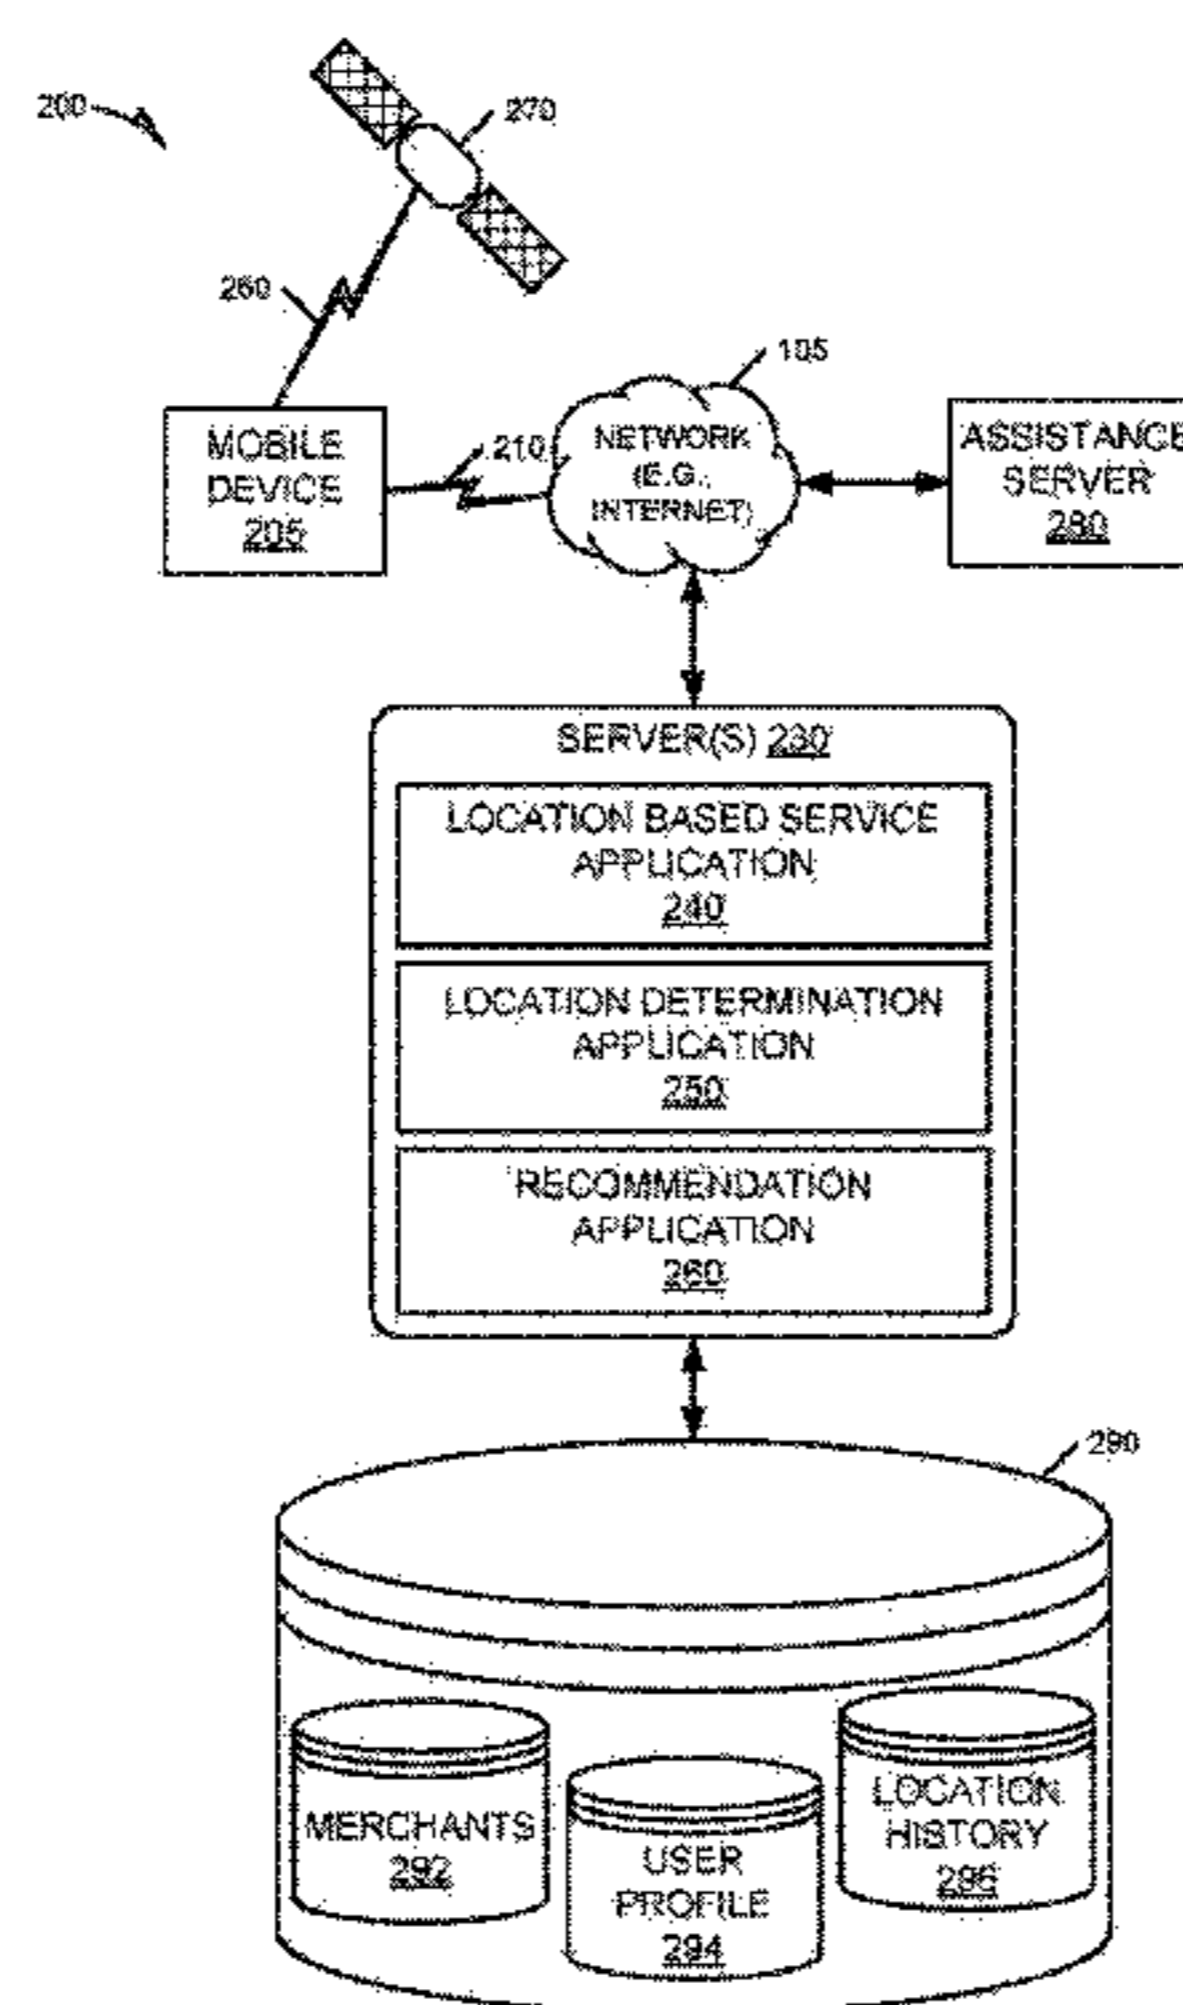 200
270
260
105
MOBILE
DEVICE
205
210
NETWORK
(E.G.,
INTERNET)
ASSISTANCE
SERVER
280
SERVER(S) 230
LOCATION BASED SERVICE
APPLICATION
240
LOCATION DETERMINATION
APPLICATION
250
RECOMMENDATION
APPLICATION
260
290
MERCHANTS
292
USER
PROFILE
294
LOCATION
HISTORY
296